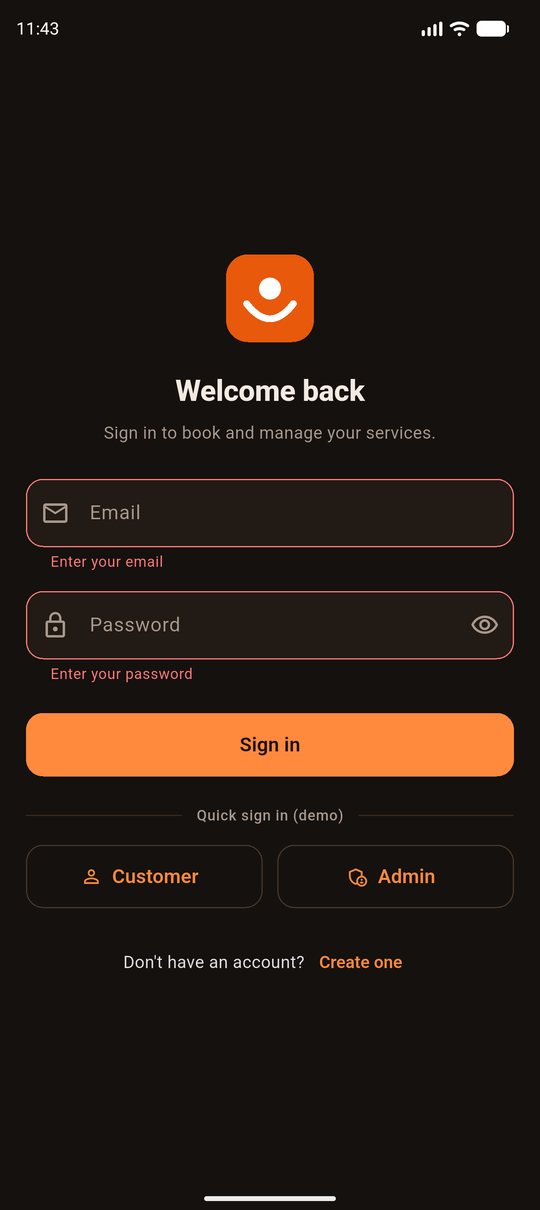 11:43
Welcome back
Sign in to book and manage your services.
Email
Enter your email
Password
Enter your password
Sign in
Quick sign in (demo)
Customer
Admin
Don't have an account? Create one